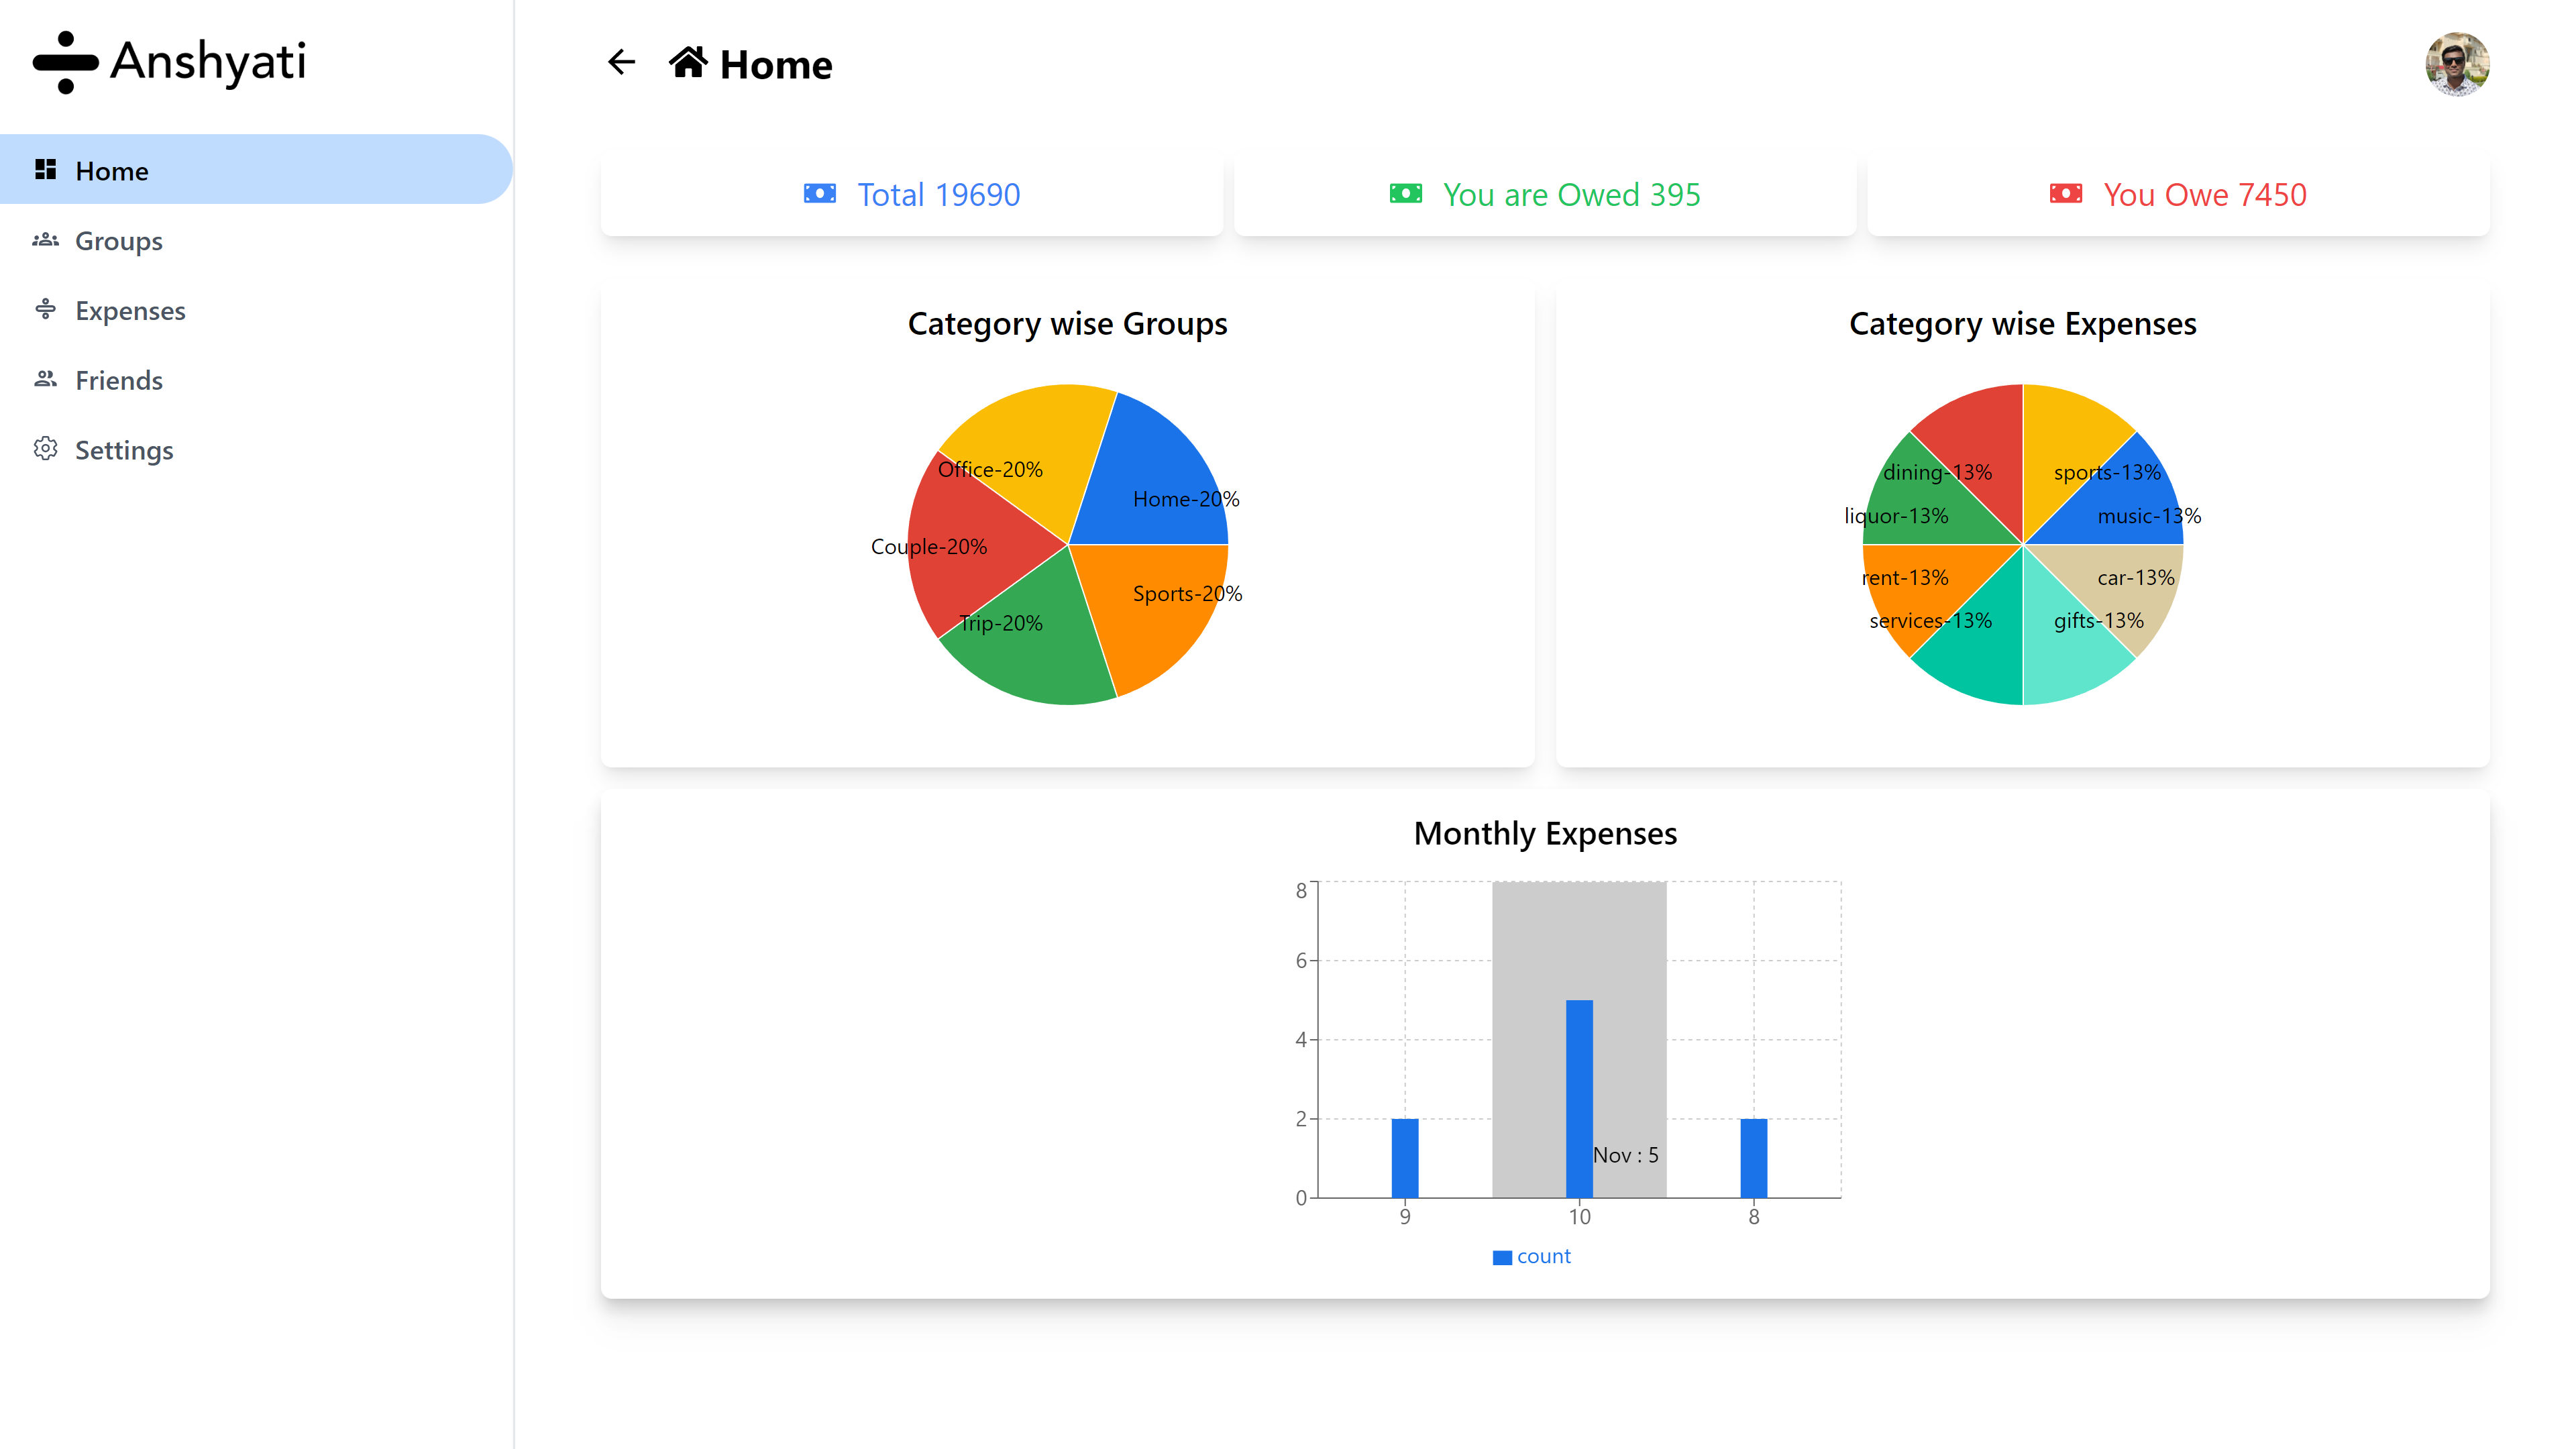 Anshyati
Home
Groups
Expenses
Friends
Settings
Home
Total 19690
You are Owed 395
You Owe 7450
Category wise Groups
Office-20%
Home-20%
Couple-20%
Sports-20%
Trip-20%
Category wise Expenses
dining-13%
sports-13%
liquor-13%
music-13%
rent-13%
car-13%
services-13%
gifts-13%
Monthly Expenses
8
6
4
2
0
Nov : 5
9
10
8
count